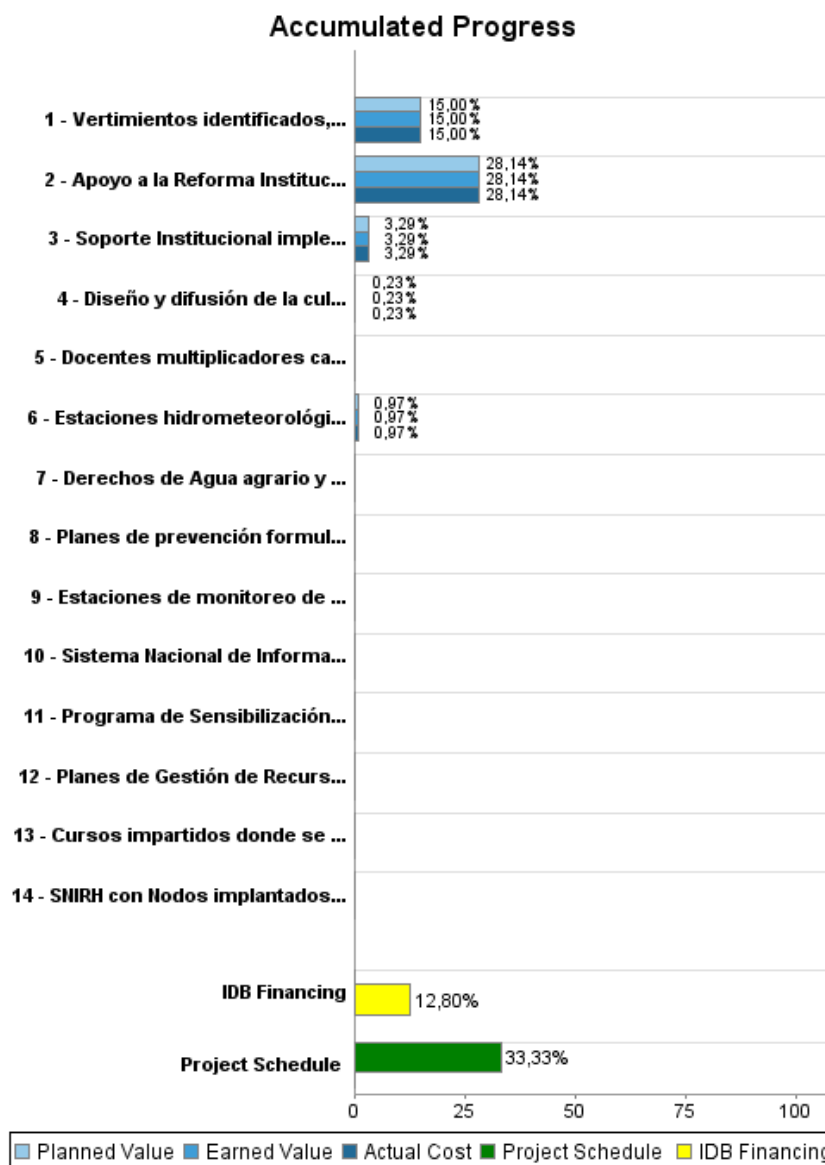 Accumulated Progress
1 - Vertimientos identificados,...
15,00%
15,00%
15,00%
2 - Apoyo a la Reforma Instituc...
28,14%
28,14%
28,14%
3 - Soporte Institucional imple...
3,29%
3,29%
3,29%
4 - Diseño y difusión de la cul...
0,23%
0,23%
0,23%
5 - Docentes multiplicadores ca...
6 - Estaciones hidrometeorológi...
0,97%
0,97%
0,97%
7 - Derechos de Agua agrario y ...
8 - Planes de prevención formul...
9 - Estaciones de monitoreo de ...
10 - Sistema Nacional de Informa...
11 - Programa de Sensibilización...
12 - Planes de Gestión de Recurs...
13 - Cursos impartidos donde se ...
14 - SNIRH con Nodos implantados...
IDB Financing
12,80%
Project Schedule
33,33%
0 25 50 75 100
Planned Value Earned Value Actual Cost Project Schedule IDB Financing